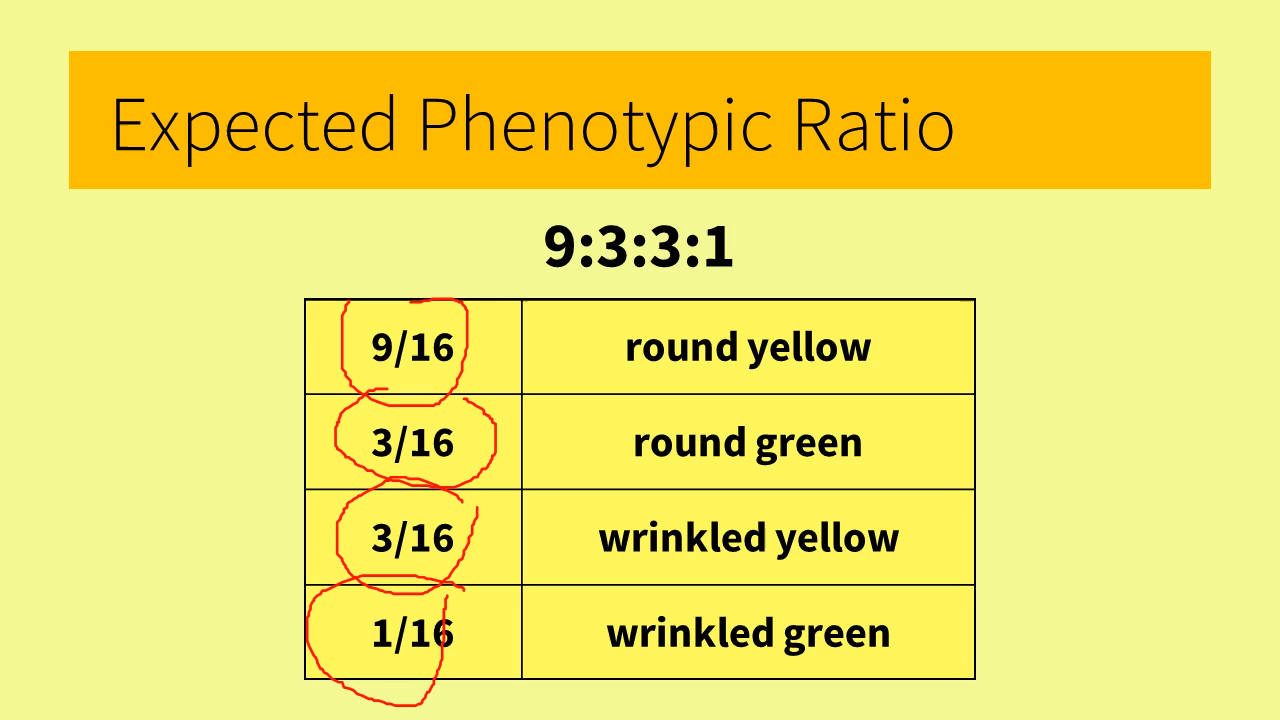 Expected Phenotypic Ratio
9:3:3:1
9/16 round yellow
3/16 round green
3/16 wrinkled yellow
1/16 wrinkled green